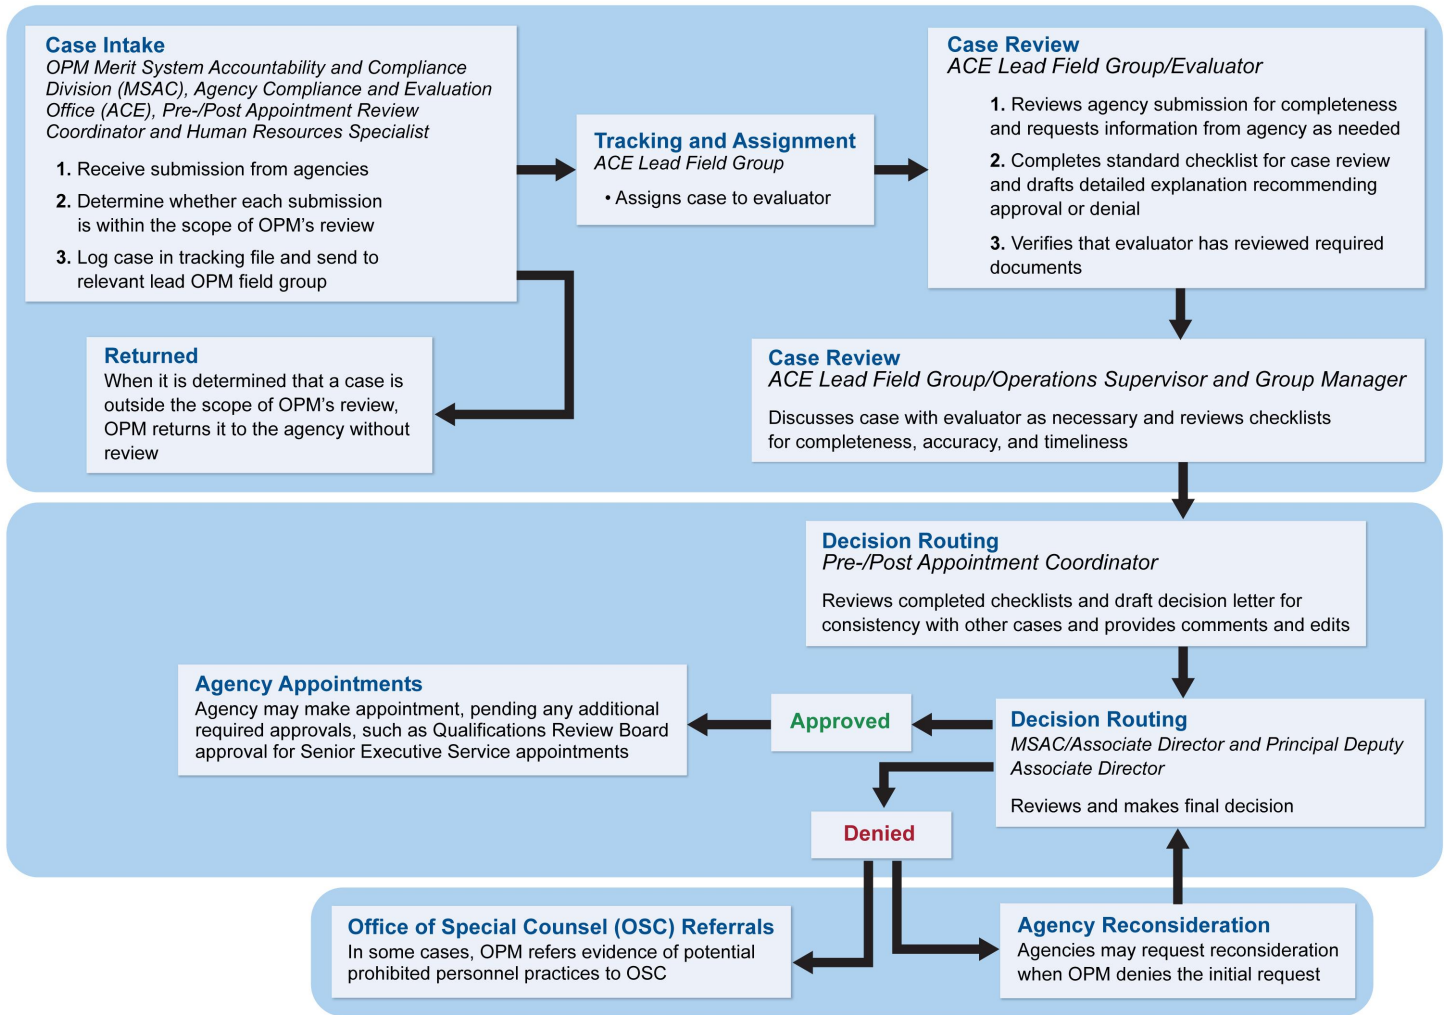 Case Intake
OPM Merit System Accountability and Compliance
Division (MSAC), Agency Compliance and Evaluation
Office (ACE), Pre-/Post Appointment Review
Coordinator and Human Resources Specialist
1. Receive submission from agencies
2. Determine whether each submission
is within the scope of OPM’s review
3. Log case in tracking file and send to
relevant lead OPM field group
Returned
When it is determined that a case is
outside the scope of OPM’s review,
OPM returns it to the agency without
review
Tracking and Assignment
ACE Lead Field Group
• Assigns case to evaluator
Case Review
ACE Lead Field Group/Evaluator
1. Reviews agency submission for completeness
and requests information from agency as needed
2. Completes standard checklist for case review
and drafts detailed explanation recommending
approval or denial
3. Verifies that evaluator has reviewed required
documents
Case Review
ACE Lead Field Group/Operations Supervisor and Group Manager
Discusses case with evaluator as necessary and reviews checklists
for completeness, accuracy, and timeliness
Decision Routing
Pre-/Post Appointment Coordinator
Reviews completed checklists and draft decision letter for
consistency with other cases and provides comments and edits
Decision Routing
MSAC/Associate Director and Principal Deputy
Associate Director
Reviews and makes final decision
Approved
Agency Appointments
Agency may make appointment, pending any additional
required approvals, such as Qualifications Review Board
approval for Senior Executive Service appointments
Denied
Office of Special Counsel (OSC) Referrals
In some cases, OPM refers evidence of potential
prohibited personnel practices to OSC
Agency Reconsideration
Agencies may request reconsideration
when OPM denies the initial request